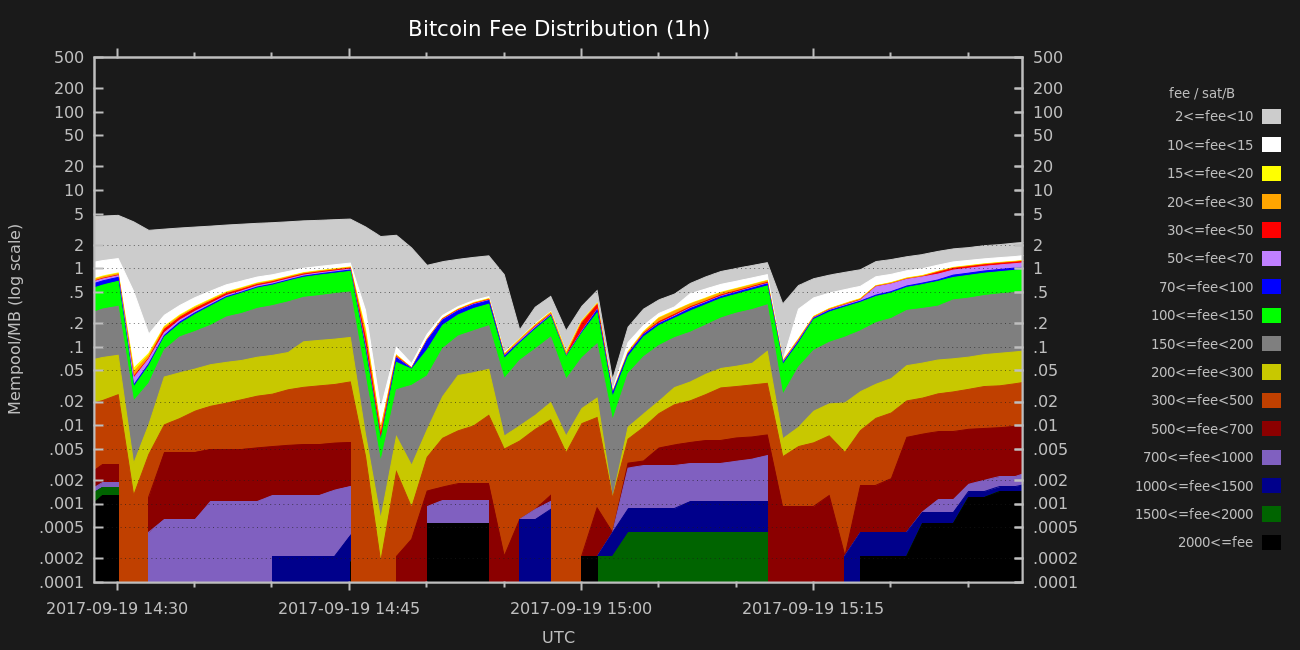 Bitcoin Fee Distribution (1h)
Mempool/MB (log scale)
500
200
100
50
20
10
5
2
1
.5
.2
.1
.05
.02
.01
.005
.002
.001
.0005
.0002
.0001
500
200
100
50
20
10
5
2
1
.5
.2
.1
.05
.02
.01
.005
.002
.001
.0005
.0002
.0001
2017-09-19 14:30
2017-09-19 14:45
2017-09-19 15:00
2017-09-19 15:15
UTC
fee / sat/B
2<=fee<10
10<=fee<15
15<=fee<20
20<=fee<30
30<=fee<50
50<=fee<70
70<=fee<100
100<=fee<150
150<=fee<200
200<=fee<300
300<=fee<500
500<=fee<700
700<=fee<1000
1000<=fee<1500
1500<=fee<2000
2000<=fee